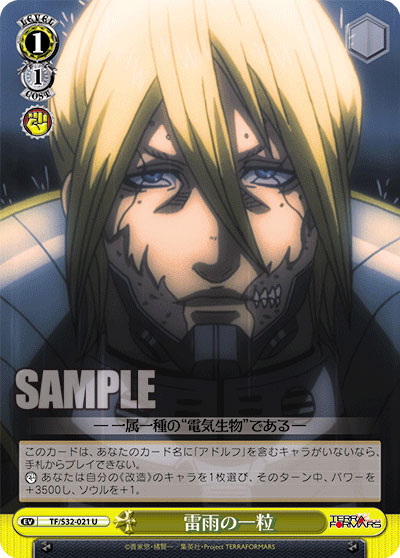 LEVEL
1
1
COST
SAMPLE
―一属一種の“電気生物”である―
このカードは、あなたのカード名に「アドルフ」を含むキャラがいないなら、
手札からプレイできない。
あなたは自分の《改造》のキャラを1枚選び、そのターン中、パワーを
+3500し、ソウルを+1。
EV TF/S32-021 U 雷雨の一粒 TERRAFORMARS
©貴家悠・橘賢一/集英社・Project TERRAFORMARS